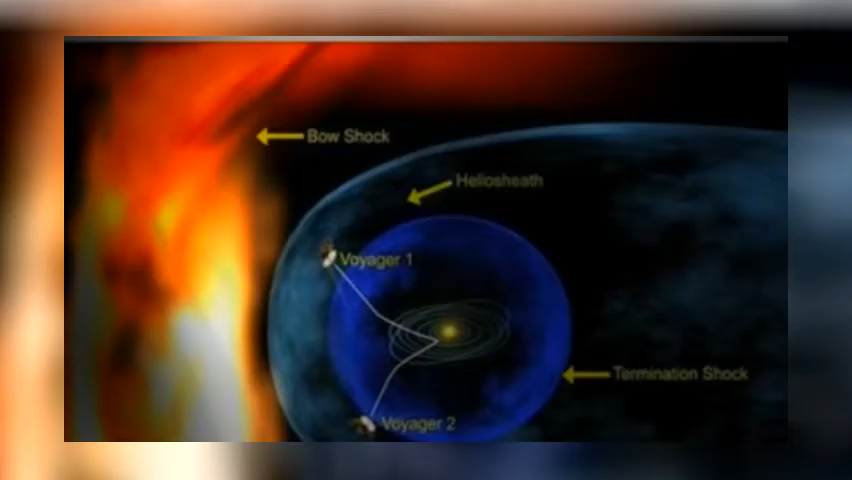 Bow Shock
Heliosheath
Voyager 1
Termination Shock
Voyager 2